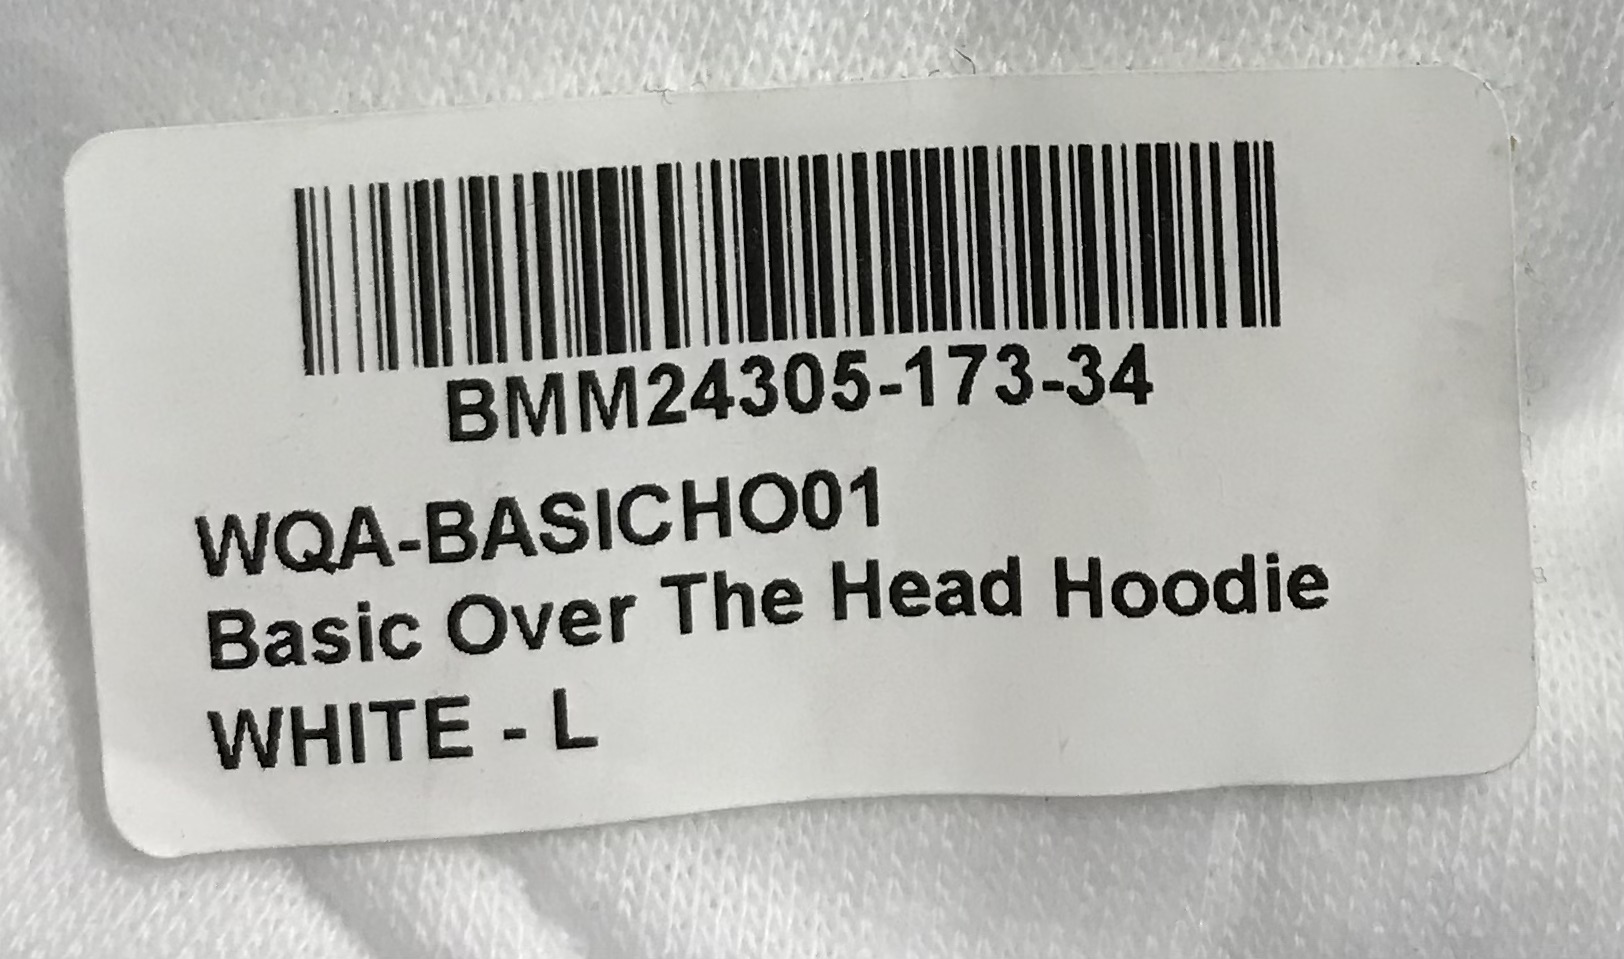 BMM24305-173-34
WQA-BASICHO01
Basic Over The Head Hoodie
WHITE - L